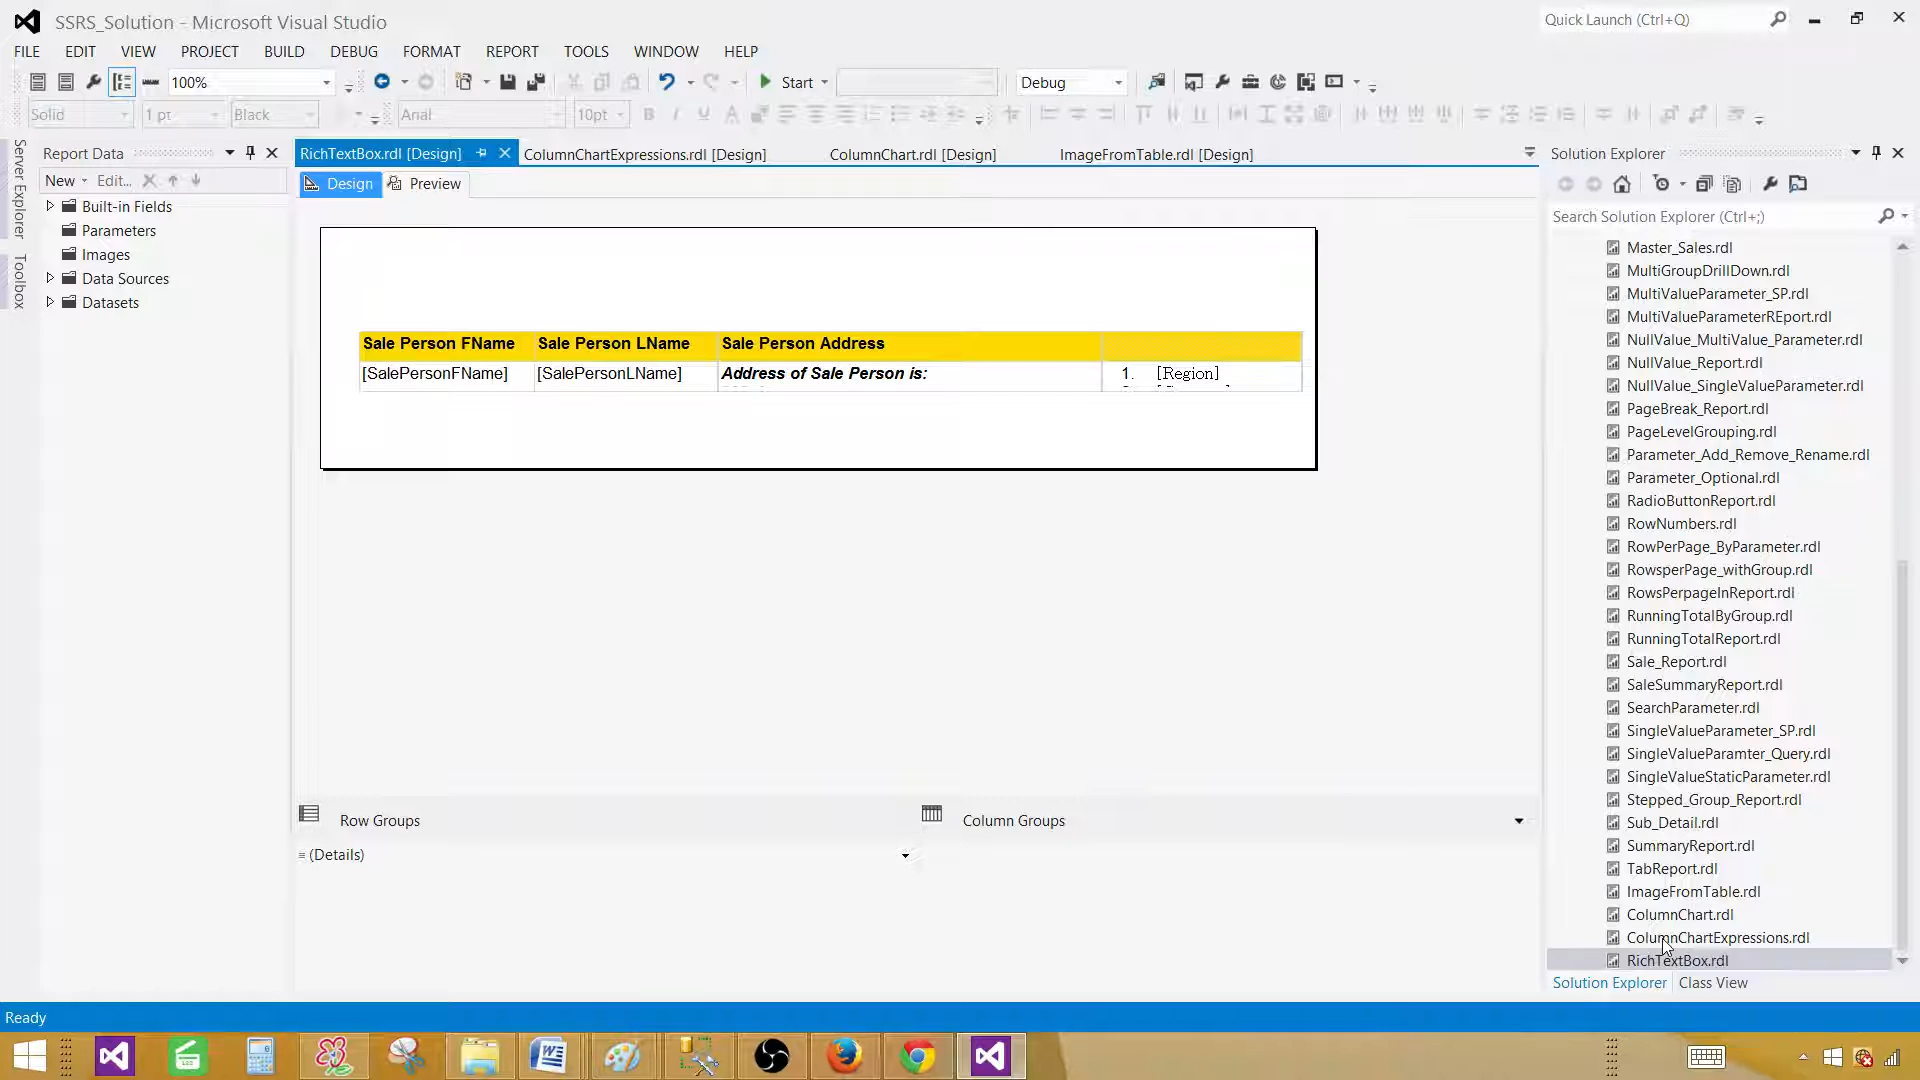 SSRS_Solution - Microsoft Visual Studio
Quick Launch (Ctrl+Q)
FILE EDIT VIEW PROJECT BUILD DEBUG FORMAT REPORT TOOLS WINDOW HELP
100% Start Debug
Solid 1 pt Black Arial 10pt B I U A
Server Explorer
Toolbox
Report Data
New Edit...
Built-in Fields
Parameters
Images
Data Sources
Datasets
RichTextBox.rdl [Design] ColumnChartExpressions.rdl [Design] ColumnChart.rdl [Design] ImageFromTable.rdl [Design]
Design Preview
Sale Person FName Sale Person LName Sale Person Address
[SalePersonFName] [SalePersonLName] Address of Sale Person is: 1. [Region]
Row Groups Column Groups
(Details)
Solution Explorer
Search Solution Explorer (Ctrl+;)
Master_Sales.rdl
MultiGroupDrillDown.rdl
MultiValueParameter_SP.rdl
MultiValueParameterREport.rdl
NullValue_MultiValue_Parameter.rdl
NullValue_Report.rdl
NullValue_SingleValueParameter.rdl
PageBreak_Report.rdl
PageLevelGrouping.rdl
Parameter_Add_Remove_Rename.rdl
Parameter_Optional.rdl
RadioButtonReport.rdl
RowNumbers.rdl
RowPerPage_ByParameter.rdl
RowsperPage_withGroup.rdl
RowsPerpageInReport.rdl
RunningTotalByGroup.rdl
RunningTotalReport.rdl
Sale_Report.rdl
SaleSummaryReport.rdl
SearchParameter.rdl
SingleValueParameter_SP.rdl
SingleValueParamter_Query.rdl
SingleValueStaticParameter.rdl
Stepped_Group_Report.rdl
Sub_Detail.rdl
SummaryReport.rdl
TabReport.rdl
ImageFromTable.rdl
ColumnChart.rdl
ColumnChartExpressions.rdl
RichTextBox.rdl
Solution Explorer Class View
Ready